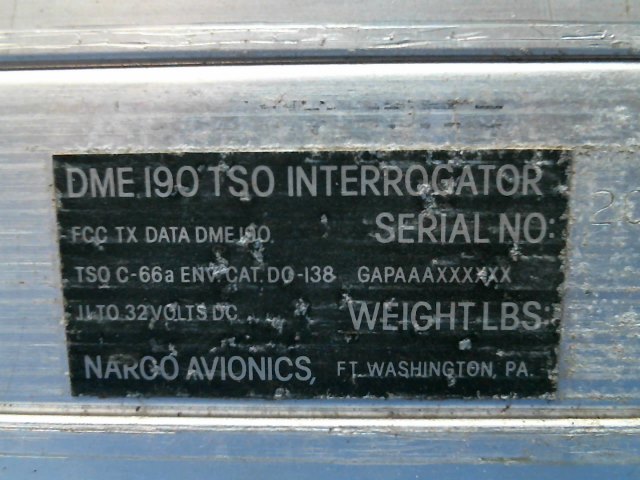 DME 190 TSO INTERROGATOR
FCC TX DATA DME 190 SERIAL NO:
TSO C-66a ENV. CAT. DO-138 GAPAAAXXXXXX
11 TO 32 VOLTS DC WEIGHT LBS
NARCO AVIONICS, FT. WASHINGTON, PA.